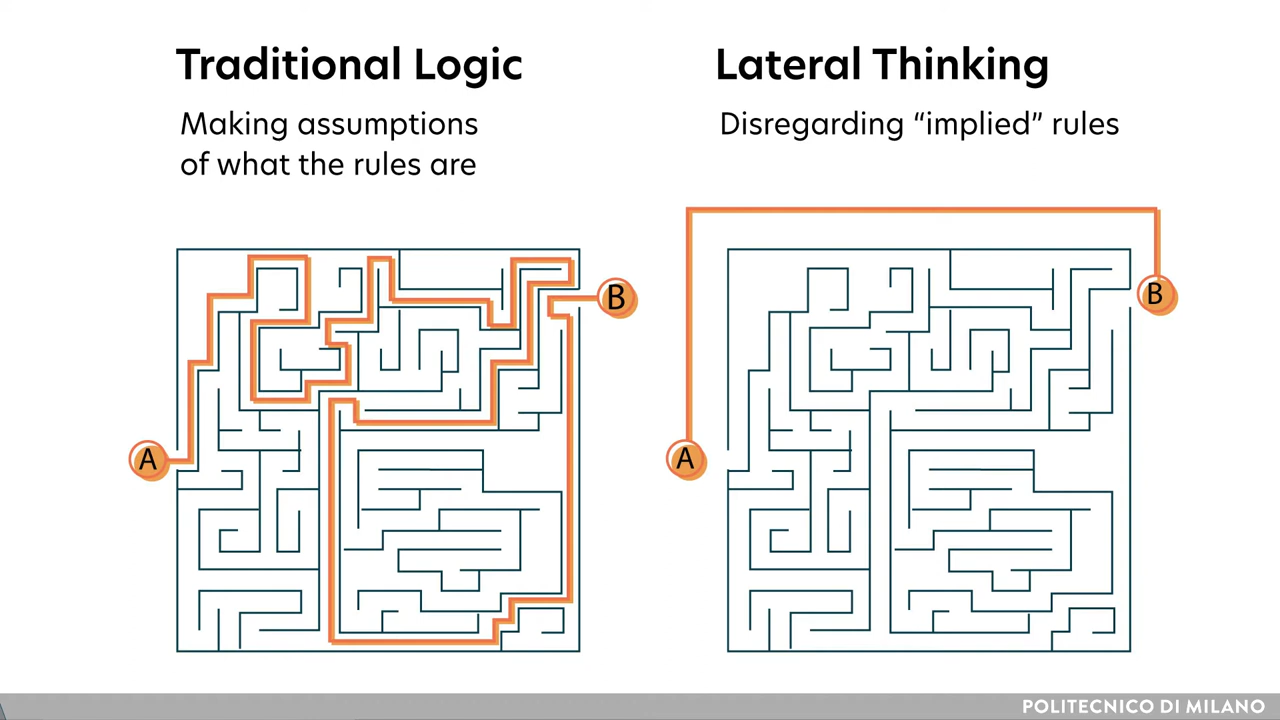 Traditional Logic
Making assumptions
of what the rules are
Lateral Thinking
Disregarding “implied” rules
A
B
A
B
POLITECNICO DI MILANO